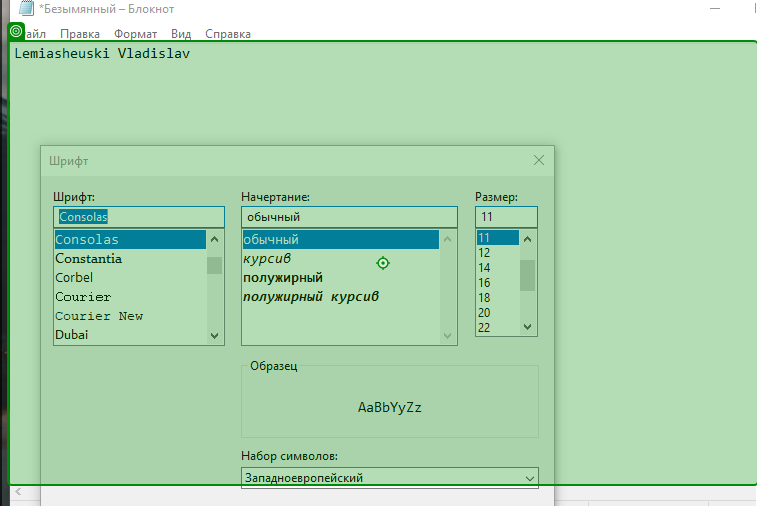 *Безымянный – Блокнот
айл Правка Формат Вид Справка
Lemiasheuski Vladislav
Шрифт
Шрифт: Начертание: Размер:
Consolas обычный 11
Consolas обычный 11
Constantia курсив 12
Corbel полужирный 14
Courier полужирный курсив 16
Courier New 18
Dubai 20
22
Образец
AaBbYyZz
Набор символов:
Западноевропейский